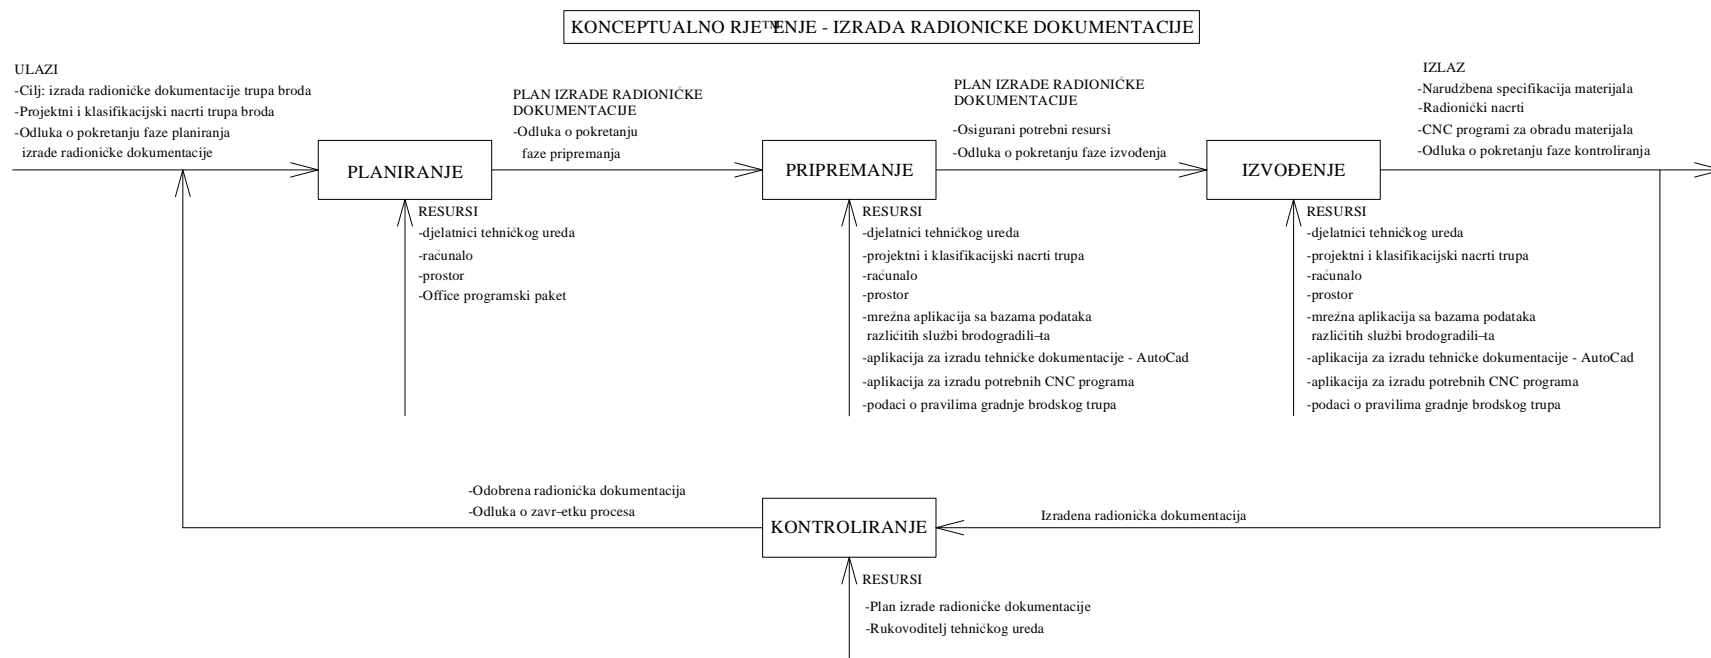 KONCEPTUALNO RJE™ENJE - IZRADA RADIONICKE DOKUMENTACIJE
ULAZI
-Cilj: izrada radioničke dokumentacije trupa broda
-Projektni i klasifikacijski nacrti trupa broda
-Odluka o pokretanju faze planiranja
izrade radioničke dokumentacije
PLANIRANJE
RESURSI
-djelatnici tehničkog ureda
-računalo
-prostor
-Office programski paket
PLAN IZRADE RADIONIČKE
DOKUMENTACIJE
-Odluka o pokretanju
faze pripremanja
PRIPREMANJE
RESURSI
-djelatnici tehničkog ureda
-projektni i klasifikacijski nacrti trupa
-računalo
-prostor
-mrežna aplikacija sa bazama podataka
različitih službi brodogradili–ta
-aplikacija za izradu tehničke dokumentacije - AutoCad
-aplikacija za izradu potrebnih CNC programa
-podaci o pravilima gradnje brodskog trupa
PLAN IZRADE RADIONIČKE
DOKUMENTACIJE
-Osigurani potrebni resursi
-Odluka o pokretanju faze izvođenja
IZVOĐENJE
RESURSI
-djelatnici tehničkog ureda
-projektni i klasifikacijski nacrti trupa
-računalo
-prostor
-mrežna aplikacija sa bazama podataka
različitih službi brodogradili–ta
-aplikacija za izradu tehničke dokumentacije - AutoCad
-aplikacija za izradu potrebnih CNC programa
-podaci o pravilima gradnje brodskog trupa
IZLAZ
-Narudžbena specifikacija materijala
-Radionički nacrti
-CNC programi za obradu materijala
-Odluka o pokretanju faze kontroliranja
-Odobrena radionička dokumentacija
-Odluka o zavr–etku procesa
KONTROLIRANJE
Izradena radionička dokumentacija
RESURSI
-Plan izrade radioničke dokumentacije
-Rukovoditelj tehničkog ureda